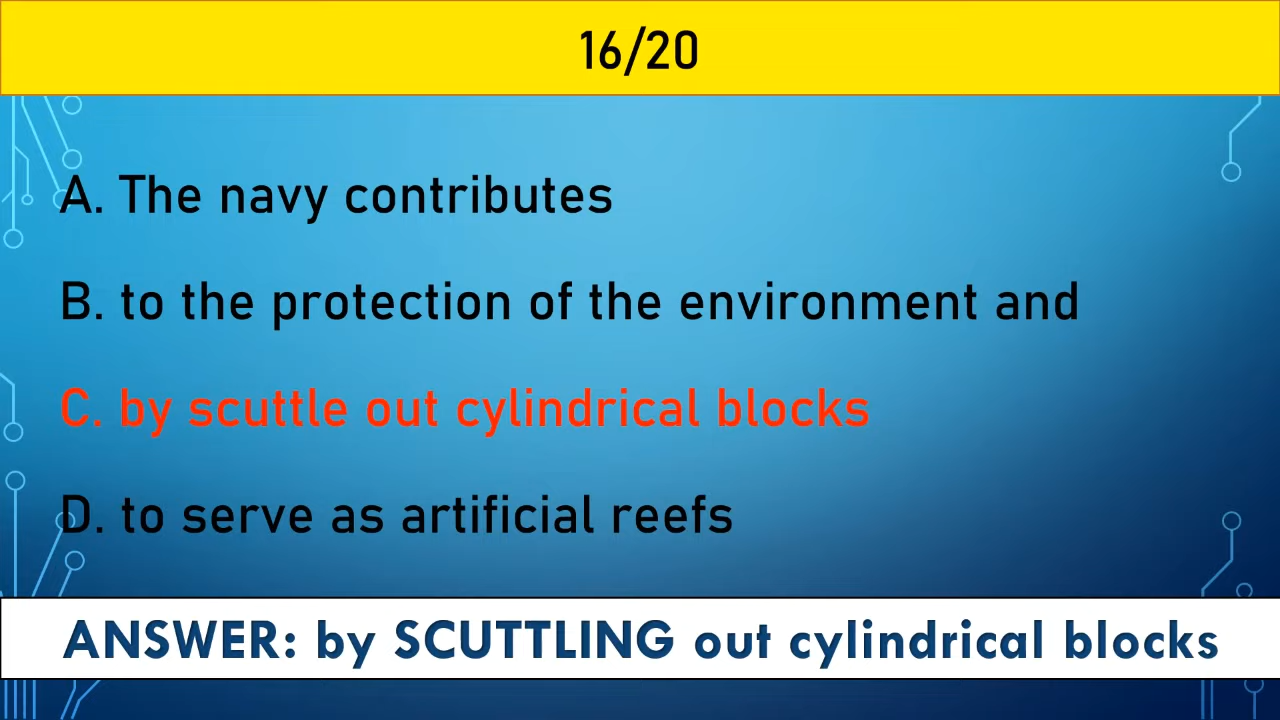 16/20
A. The navy contributes
B. to the protection of the environment and
C. by scuttle out cylindrical blocks
D. to serve as artificial reefs
ANSWER: by SCUTTLING out cylindrical blocks